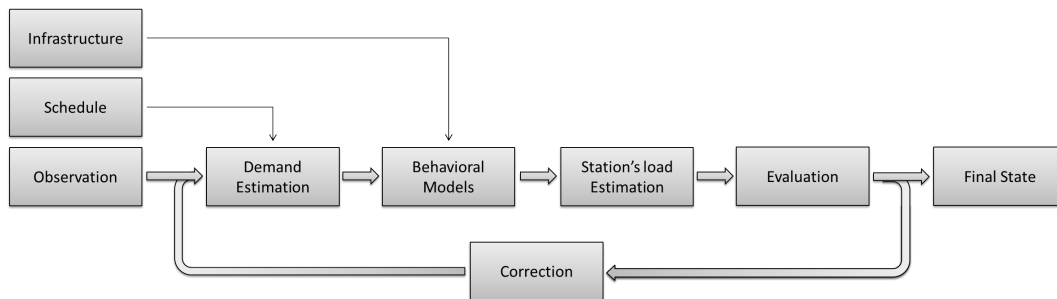 Infrastructure
Schedule
Observation
Demand
Estimation
Behavioral
Models
Station's load
Estimation
Evaluation
Final State
Correction